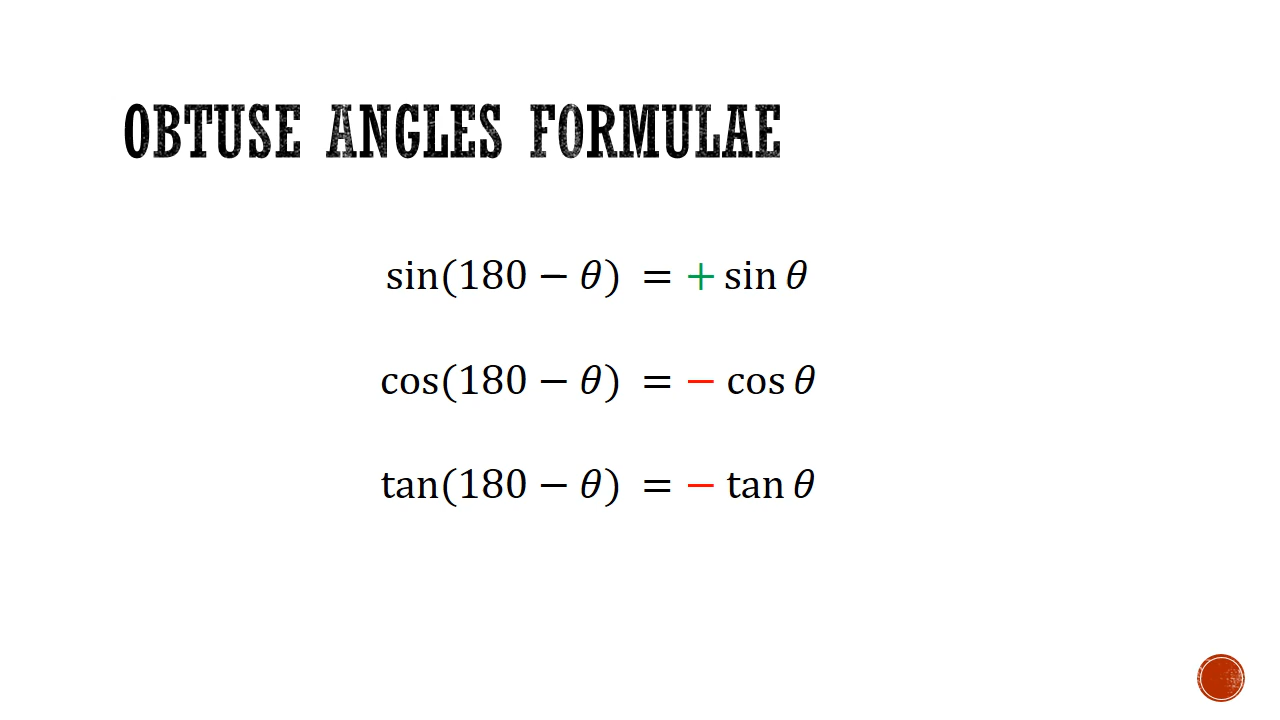 OBTUSE ANGLES FORMULAE
sin(180 − θ) = + sin θ
cos(180 − θ) = − cos θ
tan(180 − θ) = − tan θ